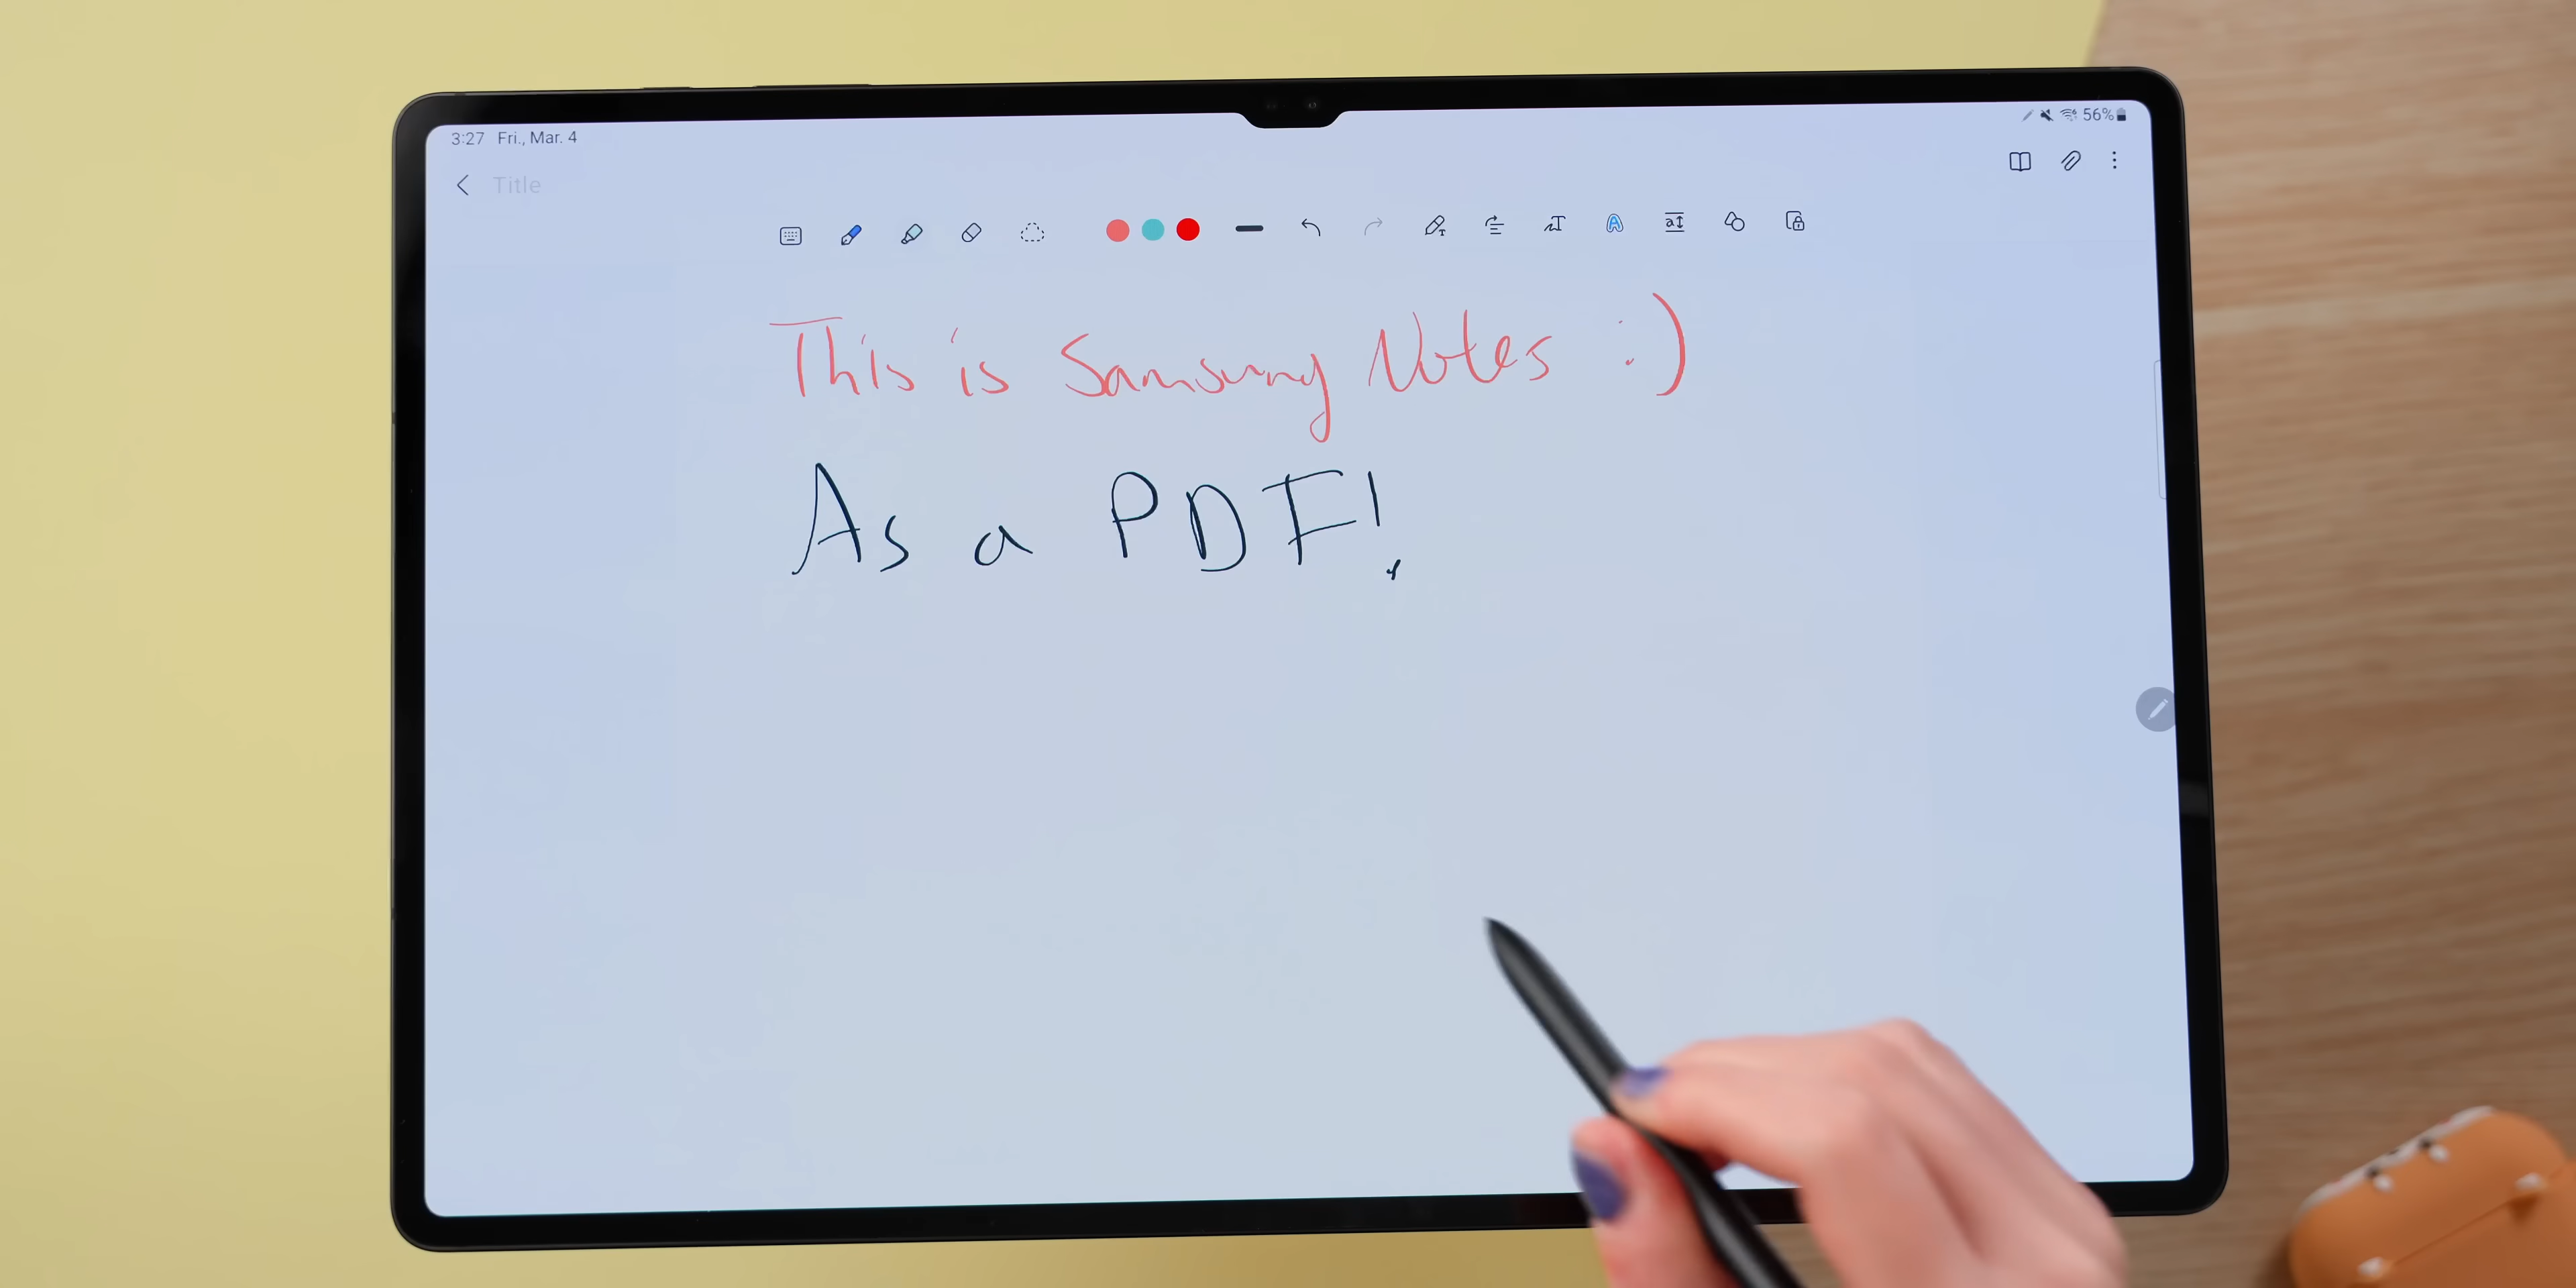 3:27 Fri., Mar. 4
56%
Title
This is Samsung Notes :)
As a PDF!